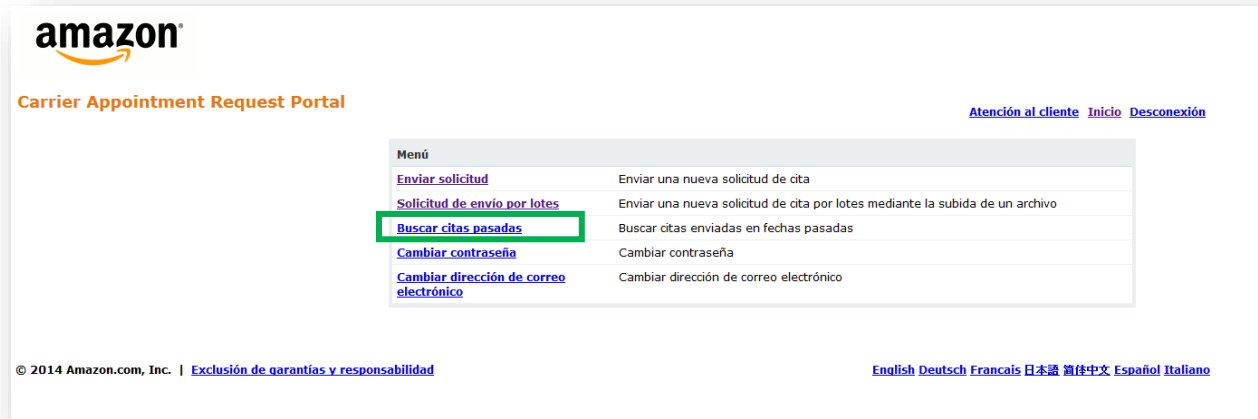 amazon
Carrier Appointment Request Portal
Atención al cliente Inicio Desconexión
Menú
Enviar solicitud Enviar una nueva solicitud de cita
Solicitud de envío por lotes Enviar una nueva solicitud de cita por lotes mediante la subida de un archivo
Buscar citas pasadas Buscar citas enviadas en fechas pasadas
Cambiar contraseña Cambiar contraseña
Cambiar dirección de correo Cambiar dirección de correo electrónico
electrónico
© 2014 Amazon.com, Inc. | Exclusión de garantías y responsabilidad
English Deutsch Francais 日本語 简体中文 Español Italiano